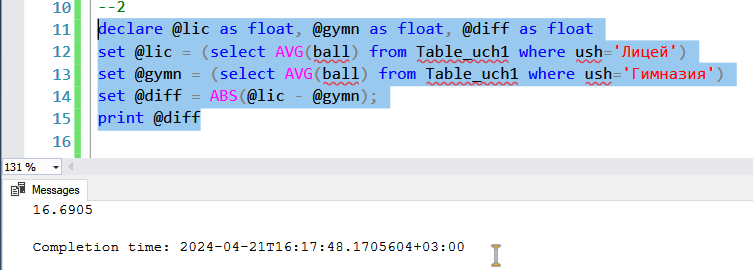 10 --2
11 declare @lic as float, @gymn as float, @diff as float
12 set @lic = (select AVG(ball) from Table_uch1 where ush='Лицей')
13 set @gymn = (select AVG(ball) from Table_uch1 where ush='Гимназия')
14 set @diff = ABS(@lic - @gymn);
15 print @diff
16
131 %
Messages
16.6905
Completion time: 2024-04-21T16:17:48.1705604+03:00